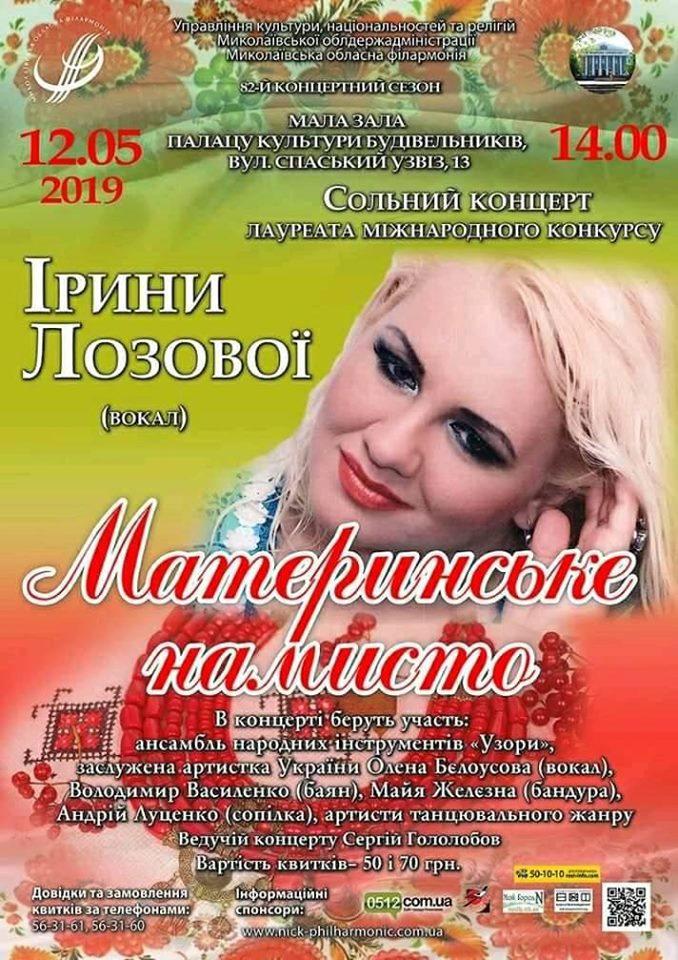 Управління культури, національностей та релігій
Миколаївської облдержадміністрації
Миколаївська обласна філармонія
82-й концертний сезон
12.05
2019
Мала зала
Палацу культури будівельників,
вул. Спаський узвіз, 13
14.00
Сольний концерт
лауреата міжнародного конкурсу
Ірини
Лозової
(вокал)
Материнське
намисто
В концерті беруть участь:
ансамбль народних інструментів «Узори»,
заслужена артистка України Олена Бєлоусова (вокал),
Володимир Василенко (баян), Майя Желєзна (бандура),
Андрій Луценко (сопілка), артисти танцювального жанру
Ведучій концерту Сергій Гололобов
Вартість квитків– 50 і 70 грн.
Довідки та замовлення
квитків за телефонами:
56-31-61, 56-31-60
Інформаційні
спонсори:
0512.com.ua
50-10-10
Мой город
www.nick-philharmonic.com.ua